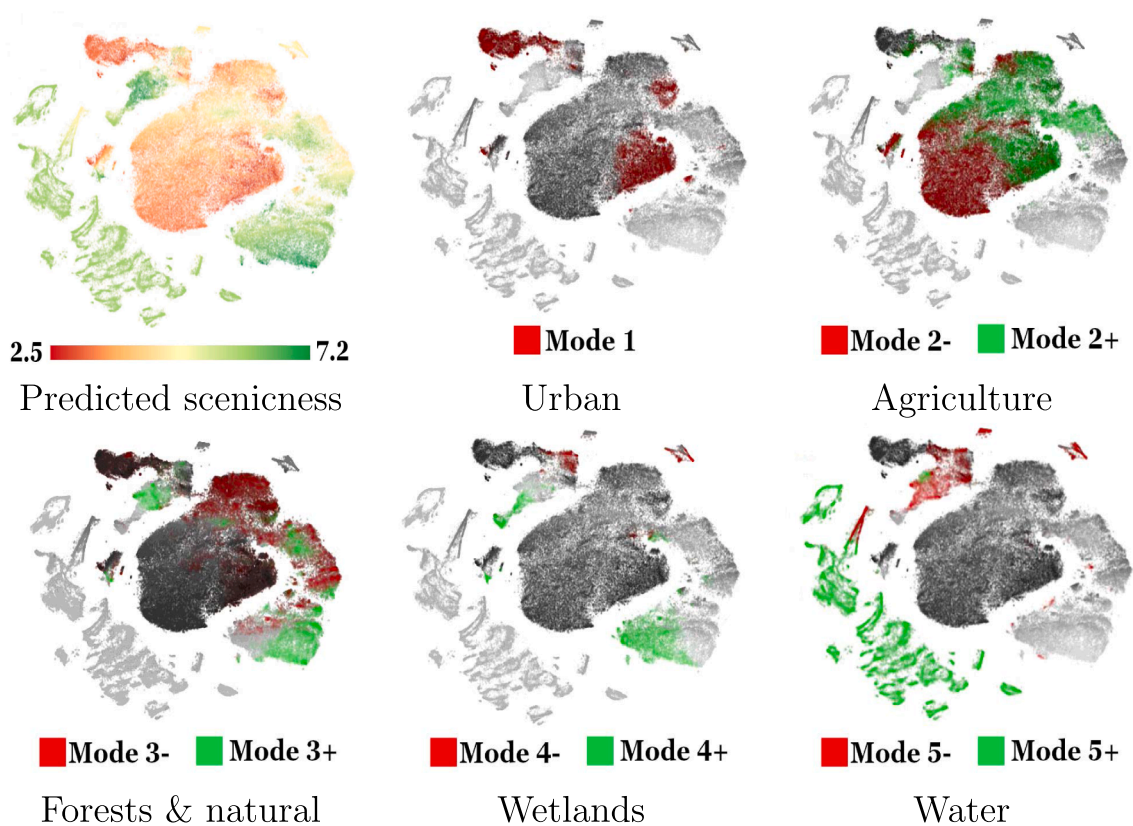 2.5 7.2
Predicted scenicness
Mode 1
Urban
Mode 2- Mode 2+
Agriculture
Mode 3- Mode 3+
Forests & natural
Mode 4- Mode 4+
Wetlands
Mode 5- Mode 5+
Water